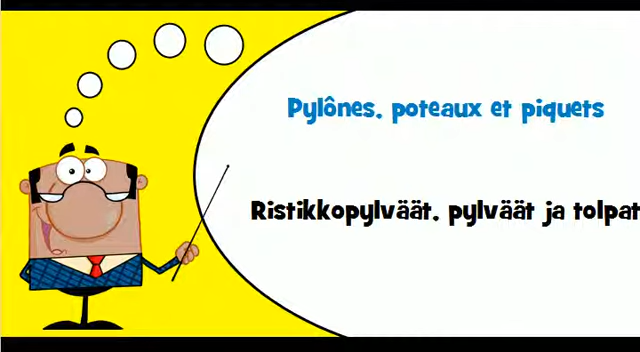 Pylônes, poteaux et piquets
Ristikkopylväät, pylväät ja tolpat